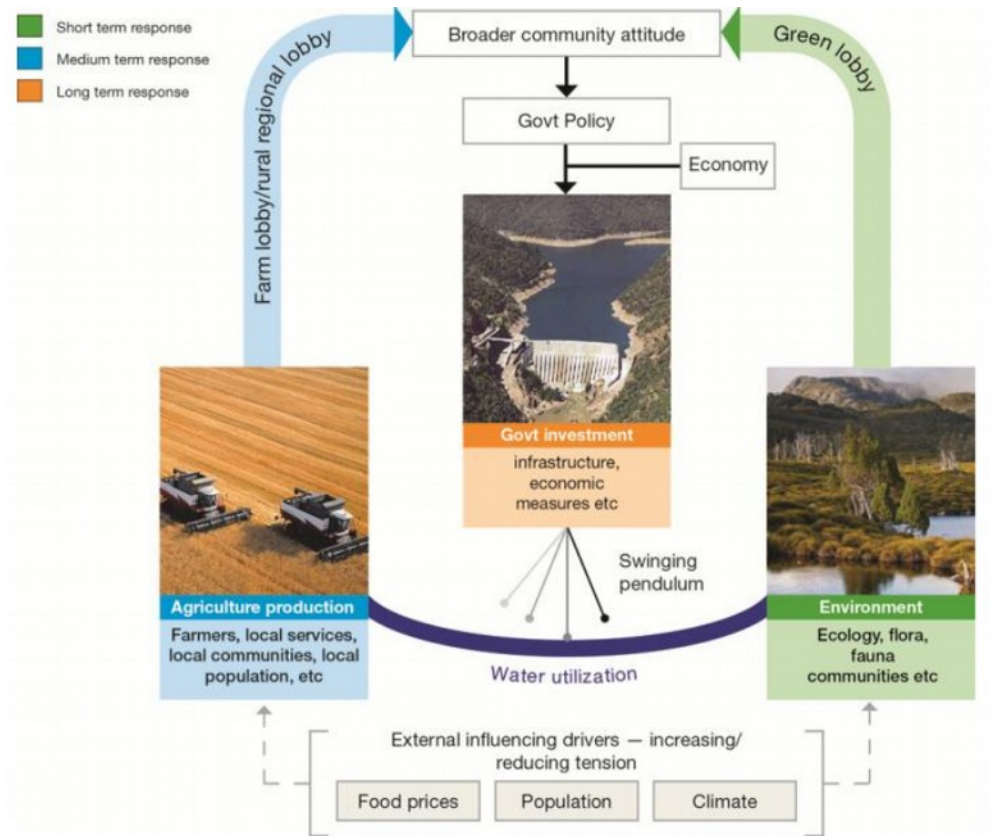 Short term response
Medium term response
Long term response
Farm lobby/rural regional lobby
Broader community attitude
Green lobby
Govt Policy
Economy
Govt investment
infrastructure,
economic
measures etc
Swinging
pendulum
Agriculture production
Farmers, local services,
local communities, local
population, etc
Environment
Ecology, flora,
fauna
communities etc
Water utilization
External influencing drivers — increasing/
reducing tension
Food prices
Population
Climate